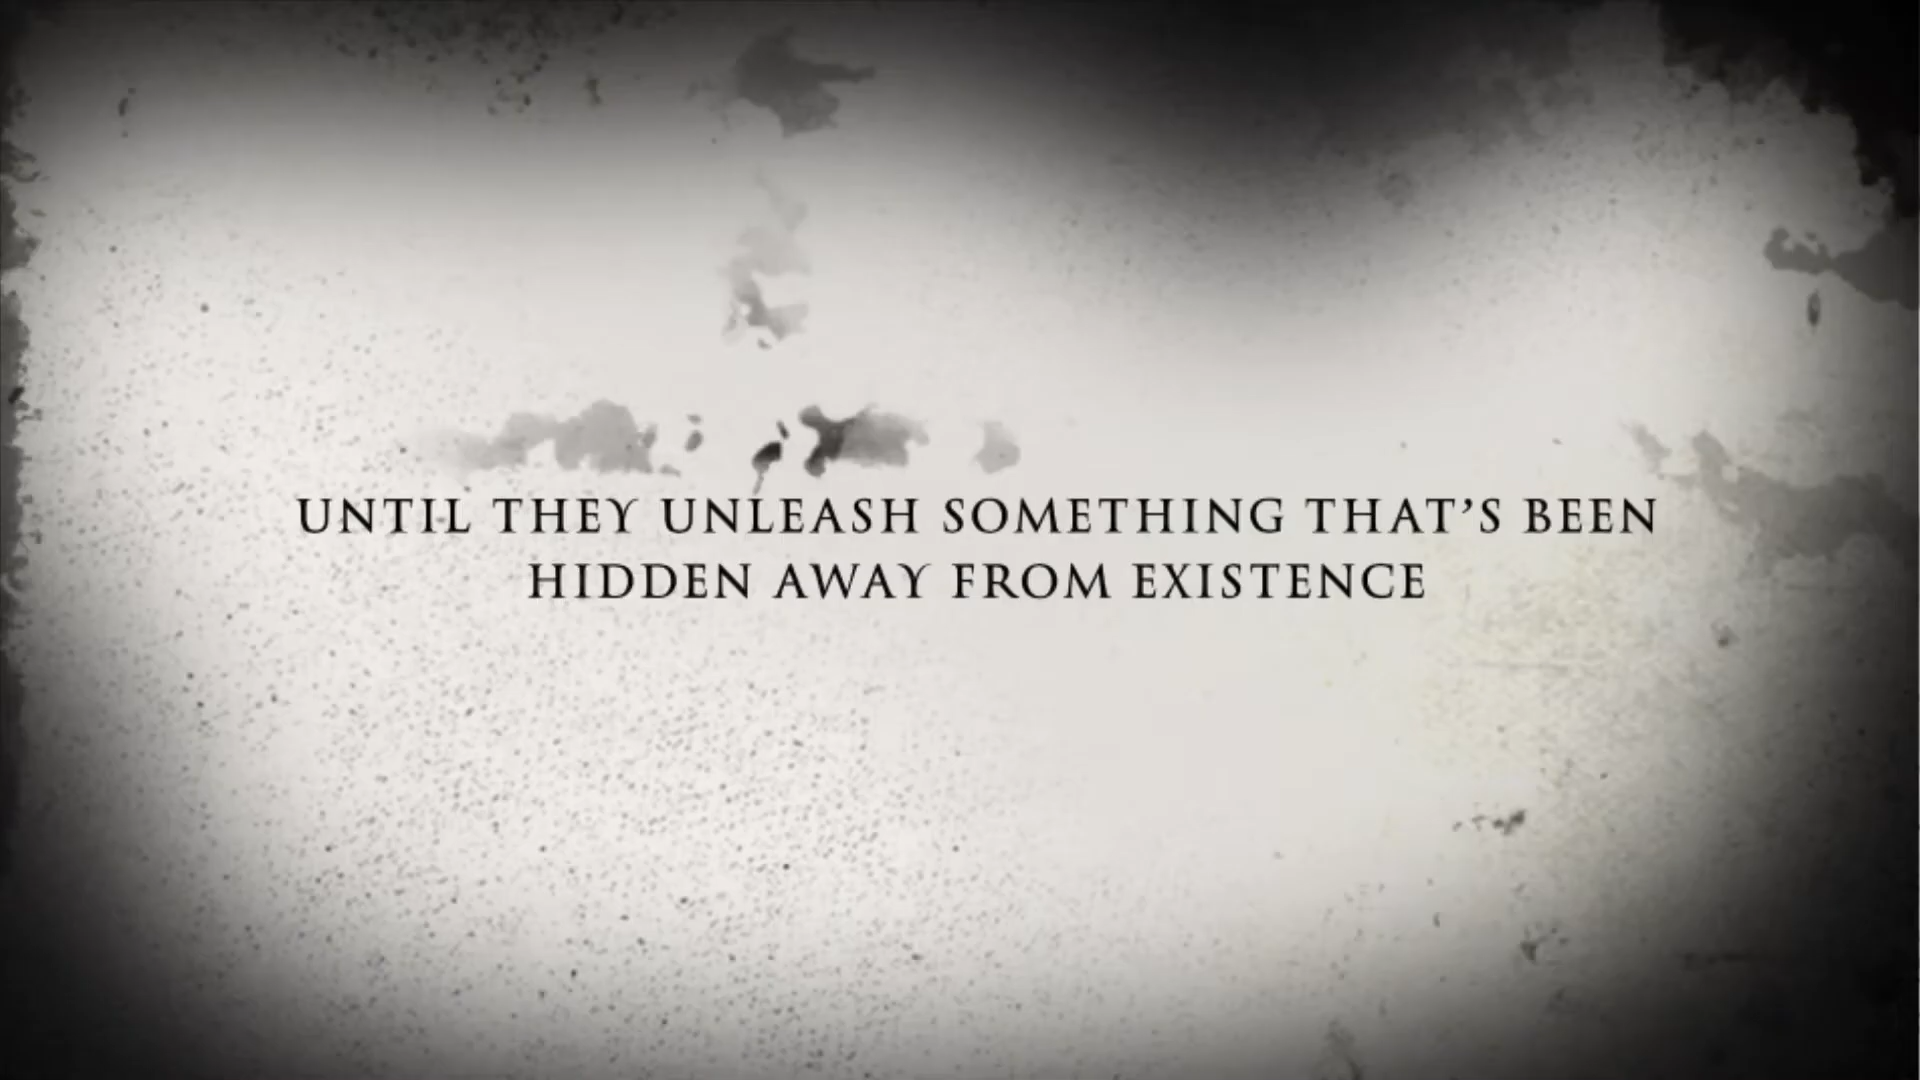 UNTIL THEY UNLEASH SOMETHING THAT’S BEEN
HIDDEN AWAY FROM EXISTENCE